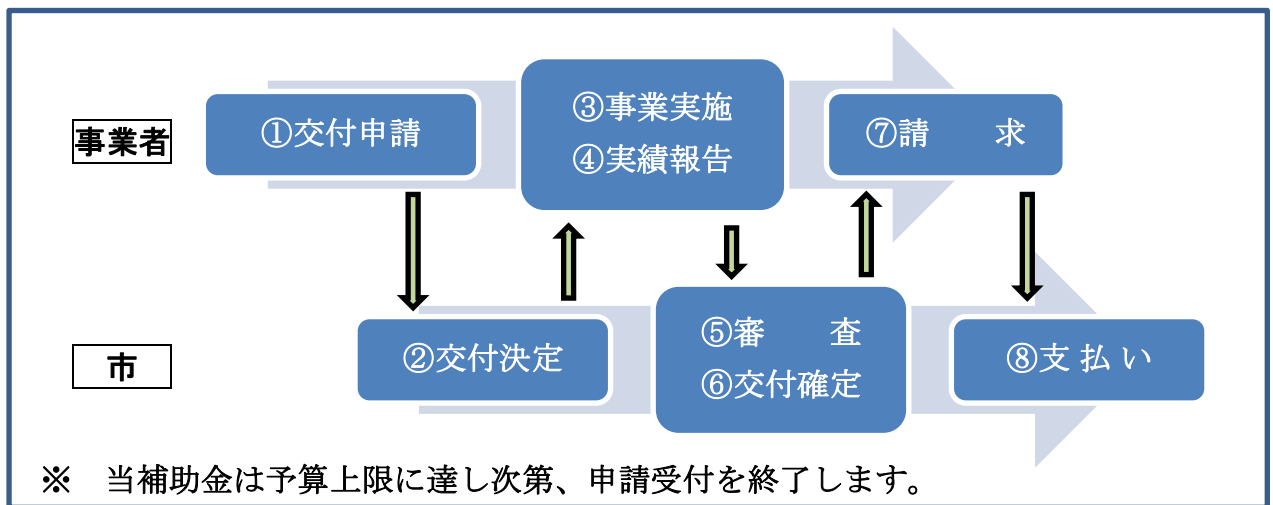 事業者
①交付申請
③事業実施
④実績報告
⑦請　　求
市
②交付決定
⑤審　　査
⑥交付確定
⑧支 払 い
※　当補助金は予算上限に達し次第、申請受付を終了します。